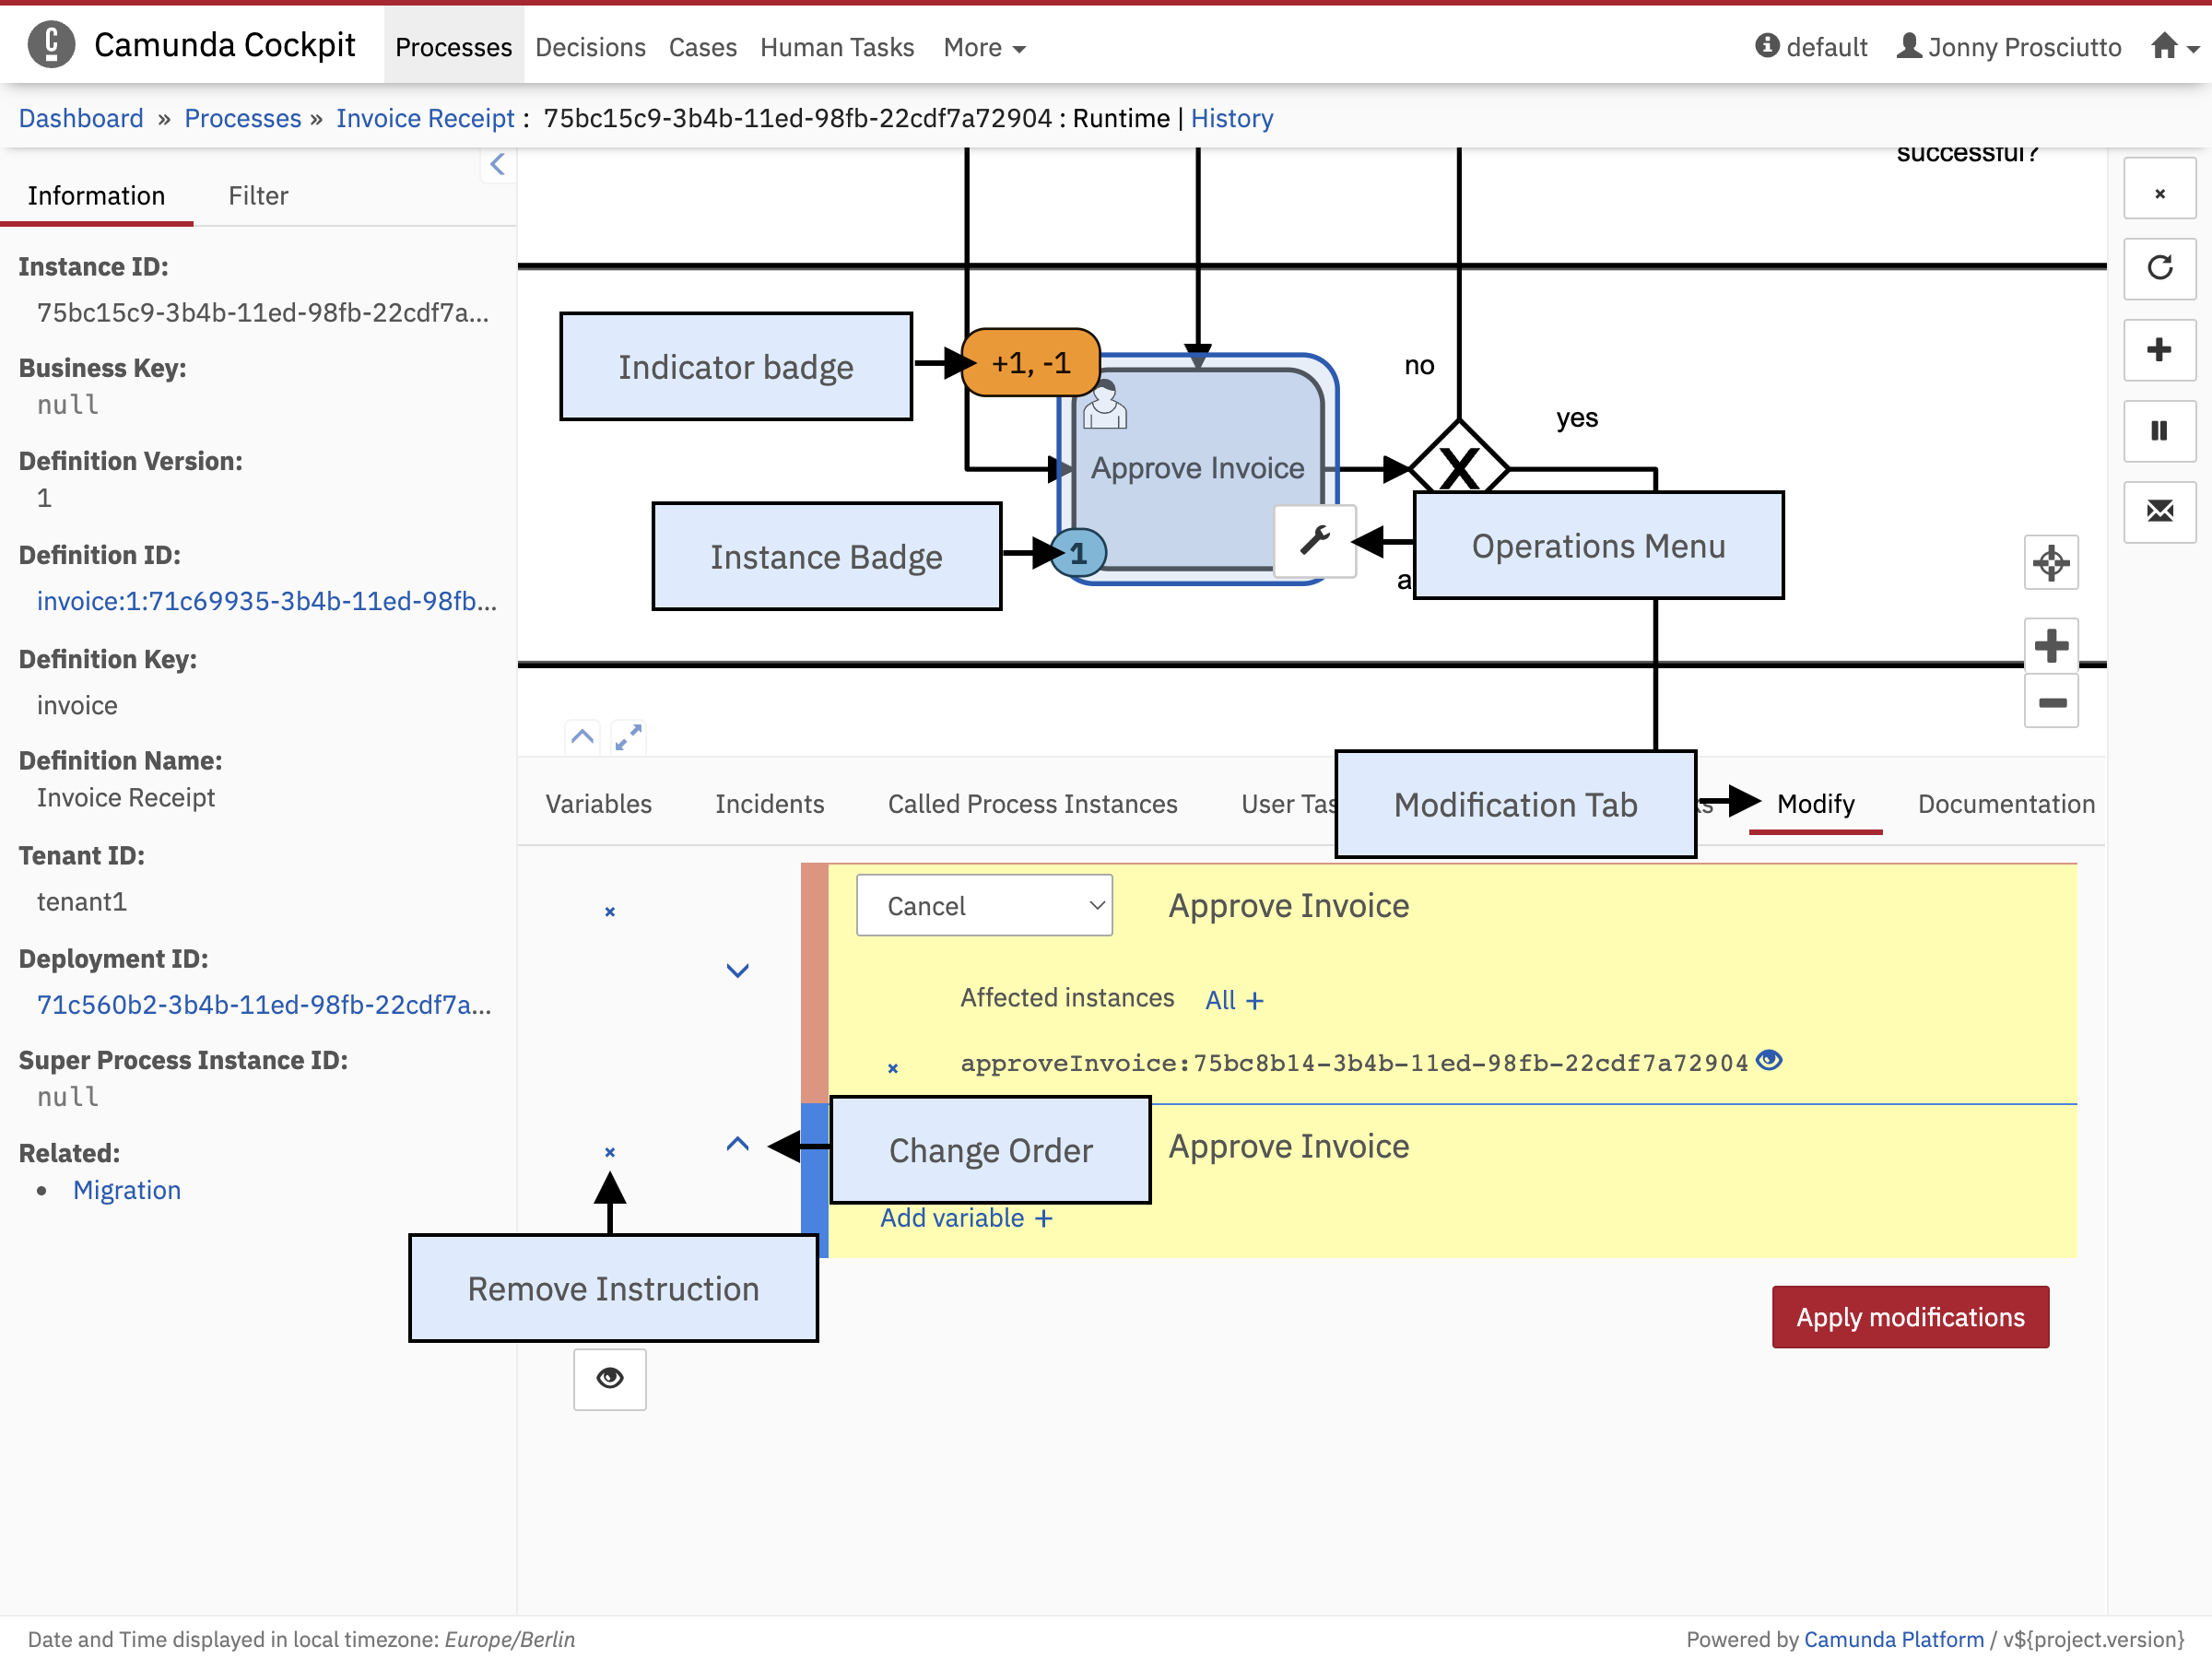 Camunda Cockpit
Processes
Decisions
Cases
Human Tasks
More
default
Jonny Prosciutto
Dashboard » Processes » Invoice Receipt : 75bc15c9-3b4b-11ed-98fb-22cdf7a72904 : Runtime | History
Information
Filter
Instance ID:
75bc15c9-3b4b-11ed-98fb-22cdf7a...
Business Key:
null
Definition Version:
1
Definition ID:
invoice:1:71c69935-3b4b-11ed-98fb...
Definition Key:
invoice
Definition Name:
Invoice Receipt
Tenant ID:
tenant1
Deployment ID:
71c560b2-3b4b-11ed-98fb-22cdf7a...
Super Process Instance ID:
null
Related:
• Migration
successful?
Indicator badge
+1, -1
no
yes
Approve Invoice
X
Instance Badge
1
Operations Menu
a
Variables
Incidents
Called Process Instances
User Tas
Modification Tab
Modify
Documentation
Cancel
Approve Invoice
Affected instances
All +
approveInvoice:75bc8b14-3b4b-11ed-98fb-22cdf7a72904
Change Order
Approve Invoice
Add variable +
Remove Instruction
Apply modifications
Date and Time displayed in local timezone: Europe/Berlin
Powered by Camunda Platform / v${project.version}